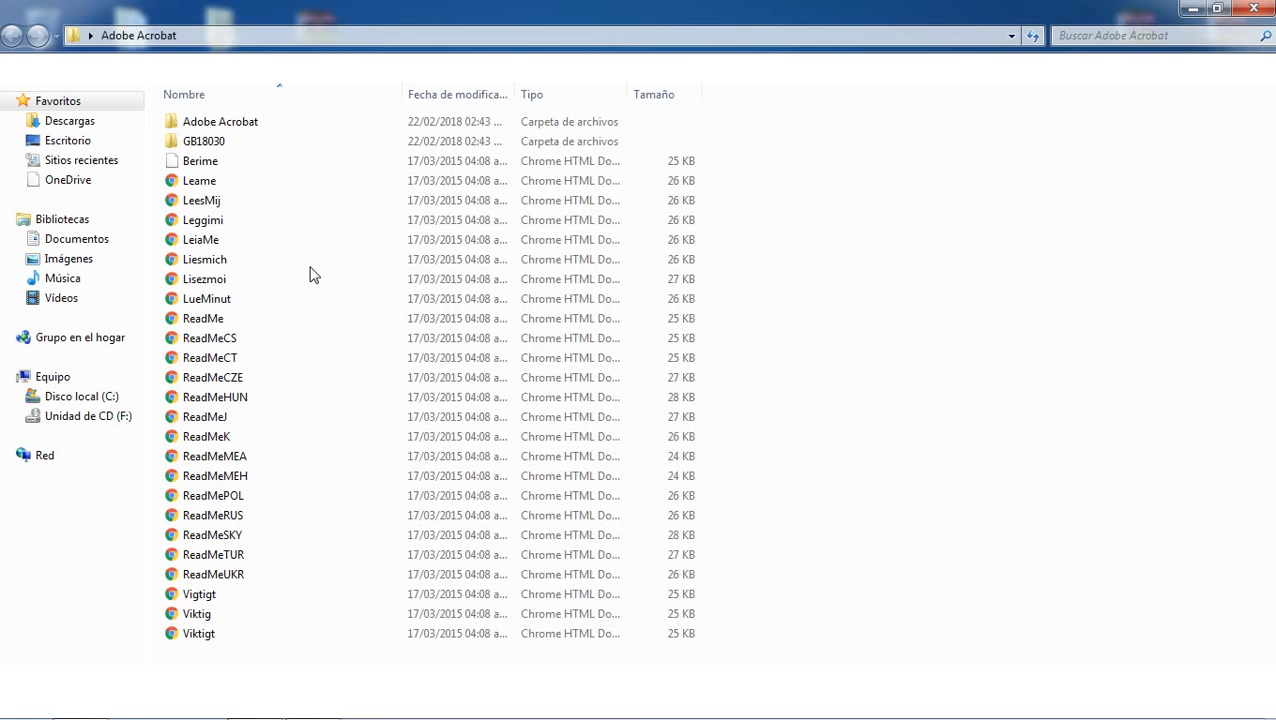 Adobe Acrobat
Buscar Adobe Acrobat
Nombre Fecha de modifica... Tipo Tamaño
Favoritos
Descargas
Escritorio
Sitios recientes
OneDrive
Bibliotecas
Documentos
Imágenes
Música
Vídeos
Grupo en el hogar
Equipo
Disco local (C:)
Unidad de CD (F:)
Red
Adobe Acrobat 22/02/2018 02:43 ... Carpeta de archivos
GB18030 22/02/2018 02:43 ... Carpeta de archivos
Berime 17/03/2015 04:08 a... Chrome HTML Do... 25 KB
Leame 17/03/2015 04:08 a... Chrome HTML Do... 26 KB
LeesMij 17/03/2015 04:08 a... Chrome HTML Do... 26 KB
Leggimi 17/03/2015 04:08 a... Chrome HTML Do... 26 KB
LeiaMe 17/03/2015 04:08 a... Chrome HTML Do... 26 KB
Liesmich 17/03/2015 04:08 a... Chrome HTML Do... 26 KB
Lisezmoi 17/03/2015 04:08 a... Chrome HTML Do... 27 KB
LueMinut 17/03/2015 04:08 a... Chrome HTML Do... 26 KB
ReadMe 17/03/2015 04:08 a... Chrome HTML Do... 25 KB
ReadMeCS 17/03/2015 04:08 a... Chrome HTML Do... 25 KB
ReadMeCT 17/03/2015 04:08 a... Chrome HTML Do... 25 KB
ReadMeCZE 17/03/2015 04:08 a... Chrome HTML Do... 27 KB
ReadMeHUN 17/03/2015 04:08 a... Chrome HTML Do... 28 KB
ReadMeJ 17/03/2015 04:08 a... Chrome HTML Do... 27 KB
ReadMeK 17/03/2015 04:08 a... Chrome HTML Do... 26 KB
ReadMeMEA 17/03/2015 04:08 a... Chrome HTML Do... 24 KB
ReadMeMEH 17/03/2015 04:08 a... Chrome HTML Do... 24 KB
ReadMePOL 17/03/2015 04:08 a... Chrome HTML Do... 26 KB
ReadMeRUS 17/03/2015 04:08 a... Chrome HTML Do... 26 KB
ReadMeSKY 17/03/2015 04:08 a... Chrome HTML Do... 28 KB
ReadMeTUR 17/03/2015 04:08 a... Chrome HTML Do... 27 KB
ReadMeUKR 17/03/2015 04:08 a... Chrome HTML Do... 26 KB
Vigtigt 17/03/2015 04:08 a... Chrome HTML Do... 25 KB
Viktig 17/03/2015 04:08 a... Chrome HTML Do... 25 KB
Viktigt 17/03/2015 04:08 a... Chrome HTML Do... 25 KB